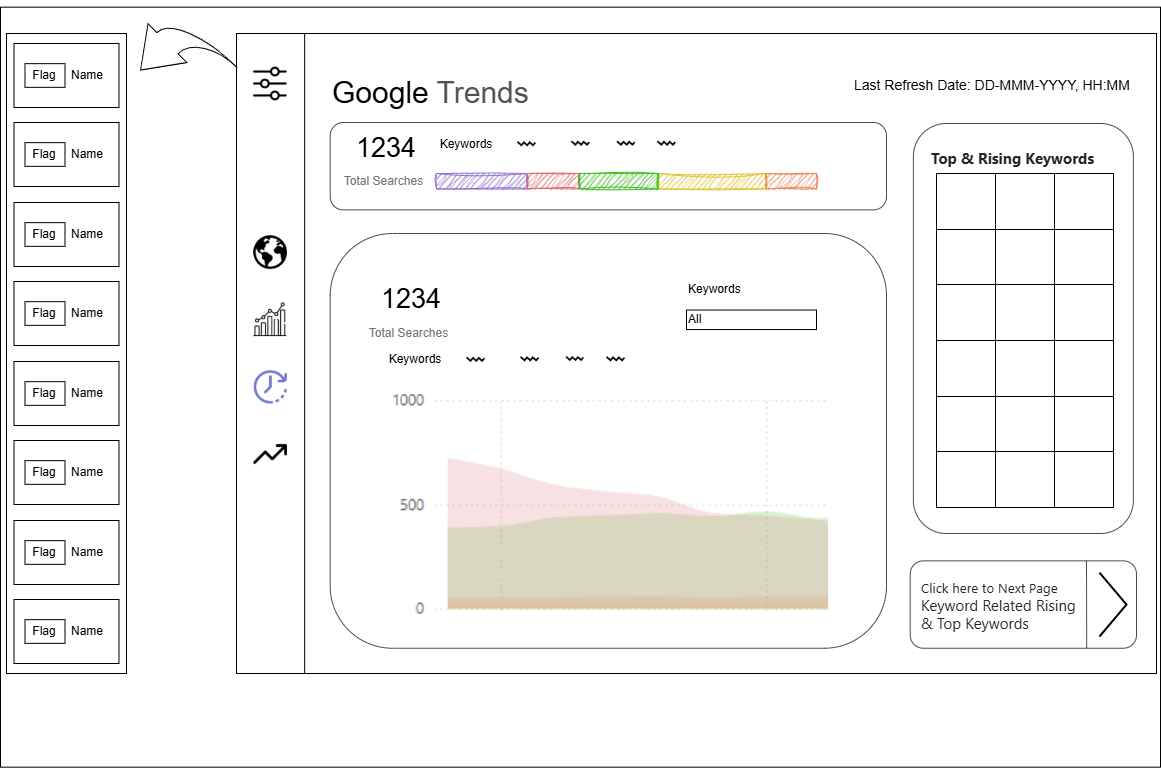 Flag Name
Flag Name
Flag Name
Flag Name
Flag Name
Flag Name
Flag Name
Flag Name
Google Trends
Last Refresh Date: DD-MMM-YYYY, HH:MM
1234
Total Searches
Keywords
1234
Total Searches
Keywords
Keywords
All
1000
500
0
Top & Rising Keywords
Click here to Next Page
Keyword Related Rising
& Top Keywords